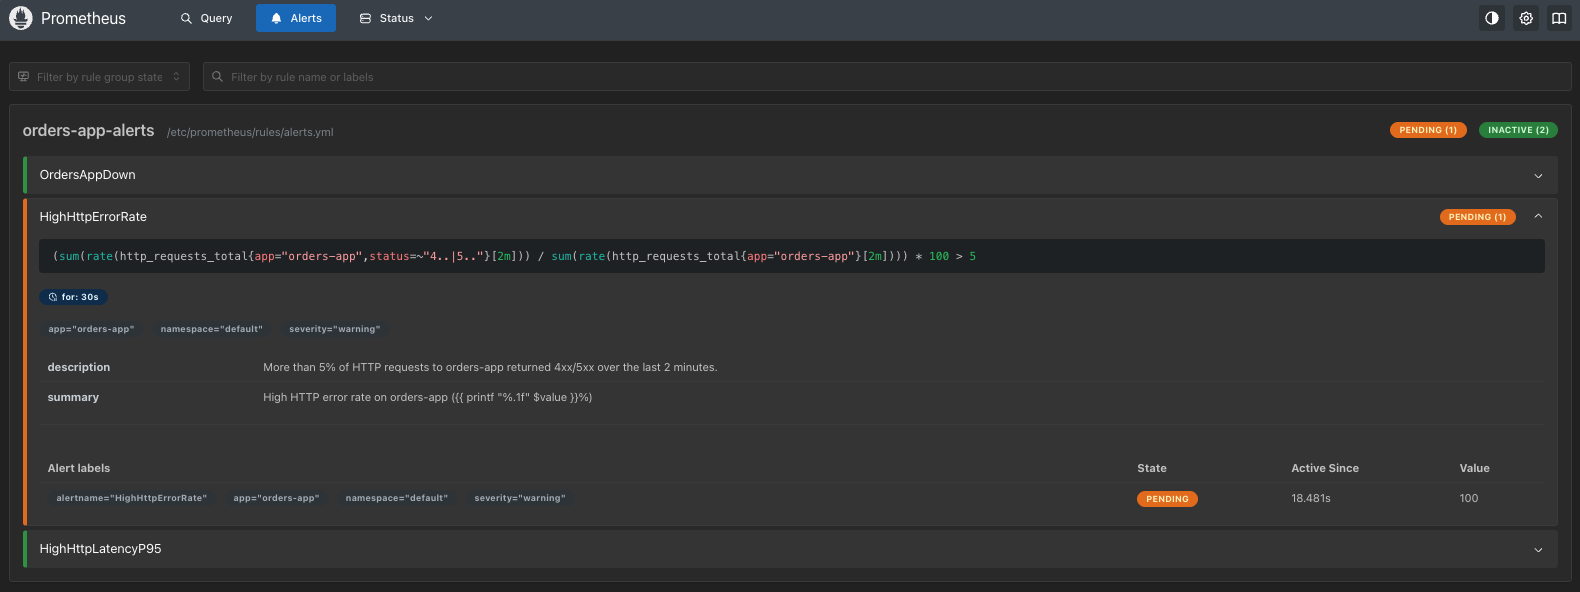 Prometheus Query Alerts Status
Filter by rule group state Filter by rule name or labels
orders-app-alerts /etc/prometheus/rules/alerts.yml PENDING (1) INACTIVE (2)
OrdersAppDown
HighHttpErrorRate PENDING (1)
(sum(rate(http_requests_total{app="orders-app",status=~"4..|5.."}[2m])) / sum(rate(http_requests_total{app="orders-app"}[2m]))) * 100 > 5
for: 30s
app="orders-app" namespace="default" severity="warning"
description More than 5% of HTTP requests to orders-app returned 4xx/5xx over the last 2 minutes.
summary High HTTP error rate on orders-app ({{ printf "%.1f" $value }}%)
Alert labels State Active Since Value
alertname="HighHttpErrorRate" app="orders-app" namespace="default" severity="warning" PENDING 18.481s 100
HighHttpLatencyP95